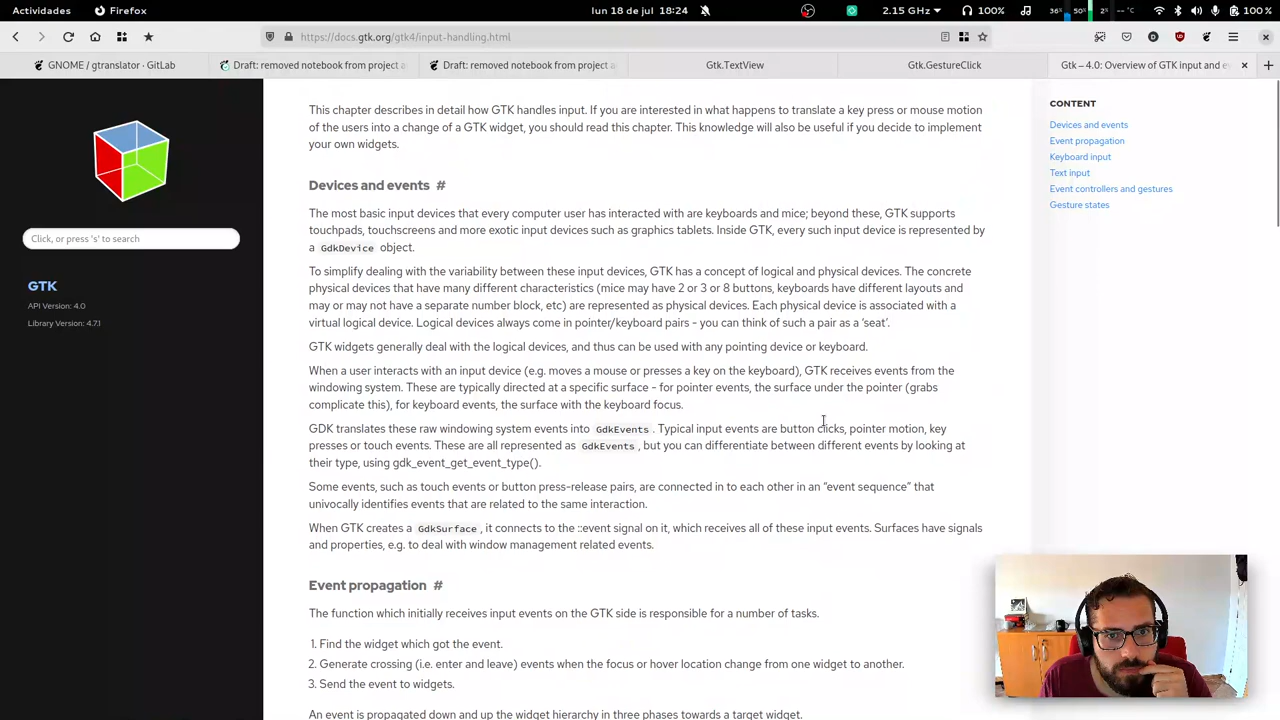 Actividades Firefox lun 18 de jul 18:24 2.15 GHz 100% 36% 50% 2% -- °C 100 %
https://docs.gtk.org/gtk4/input-handling.html
GNOME / gtranslator · GitLab
Draft: removed notebook from project a
Draft: removed notebook from project a
Gtk.TextView
Gtk.GestureClick
Gtk – 4.0: Overview of GTK input and e
Click, or press 's' to search
GTK
API Version: 4.0
Library Version: 4.7.1
This chapter describes in detail how GTK handles input. If you are interested in what happens to translate a key press or mouse motion
of the users into a change of a GTK widget, you should read this chapter. This knowledge will also be useful if you decide to implement
your own widgets.
Devices and events #
The most basic input devices that every computer user has interacted with are keyboards and mice; beyond these, GTK supports
touchpads, touchscreens and more exotic input devices such as graphics tablets. Inside GTK, every such input device is represented by
a GdkDevice object.
To simplify dealing with the variability between these input devices, GTK has a concept of logical and physical devices. The concrete
physical devices that have many different characteristics (mice may have 2 or 3 or 8 buttons, keyboards have different layouts and
may or may not have a separate number block, etc) are represented as physical devices. Each physical device is associated with a
virtual logical device. Logical devices always come in pointer/keyboard pairs - you can think of such a pair as a ‘seat’.
GTK widgets generally deal with the logical devices, and thus can be used with any pointing device or keyboard.
When a user interacts with an input device (e.g. moves a mouse or presses a key on the keyboard), GTK receives events from the
windowing system. These are typically directed at a specific surface - for pointer events, the surface under the pointer (grabs
complicate this), for keyboard events, the surface with the keyboard focus.
GDK translates these raw windowing system events into GdkEvents. Typical input events are button clicks, pointer motion, key
presses or touch events. These are all represented as GdkEvents, but you can differentiate between different events by looking at
their type, using gdk_event_get_event_type().
Some events, such as touch events or button press-release pairs, are connected in to each other in an “event sequence” that
univocally identifies events that are related to the same interaction.
When GTK creates a GdkSurface, it connects to the ::event signal on it, which receives all of these input events. Surfaces have signals
and properties, e.g. to deal with window management related events.
Event propagation #
The function which initially receives input events on the GTK side is responsible for a number of tasks.
1. Find the widget which got the event.
2. Generate crossing (i.e. enter and leave) events when the focus or hover location change from one widget to another.
3. Send the event to widgets.
An event is propagated down and up the widget hierarchy in three phases towards a target widget.
CONTENT
Devices and events
Event propagation
Keyboard input
Text input
Event controllers and gestures
Gesture states